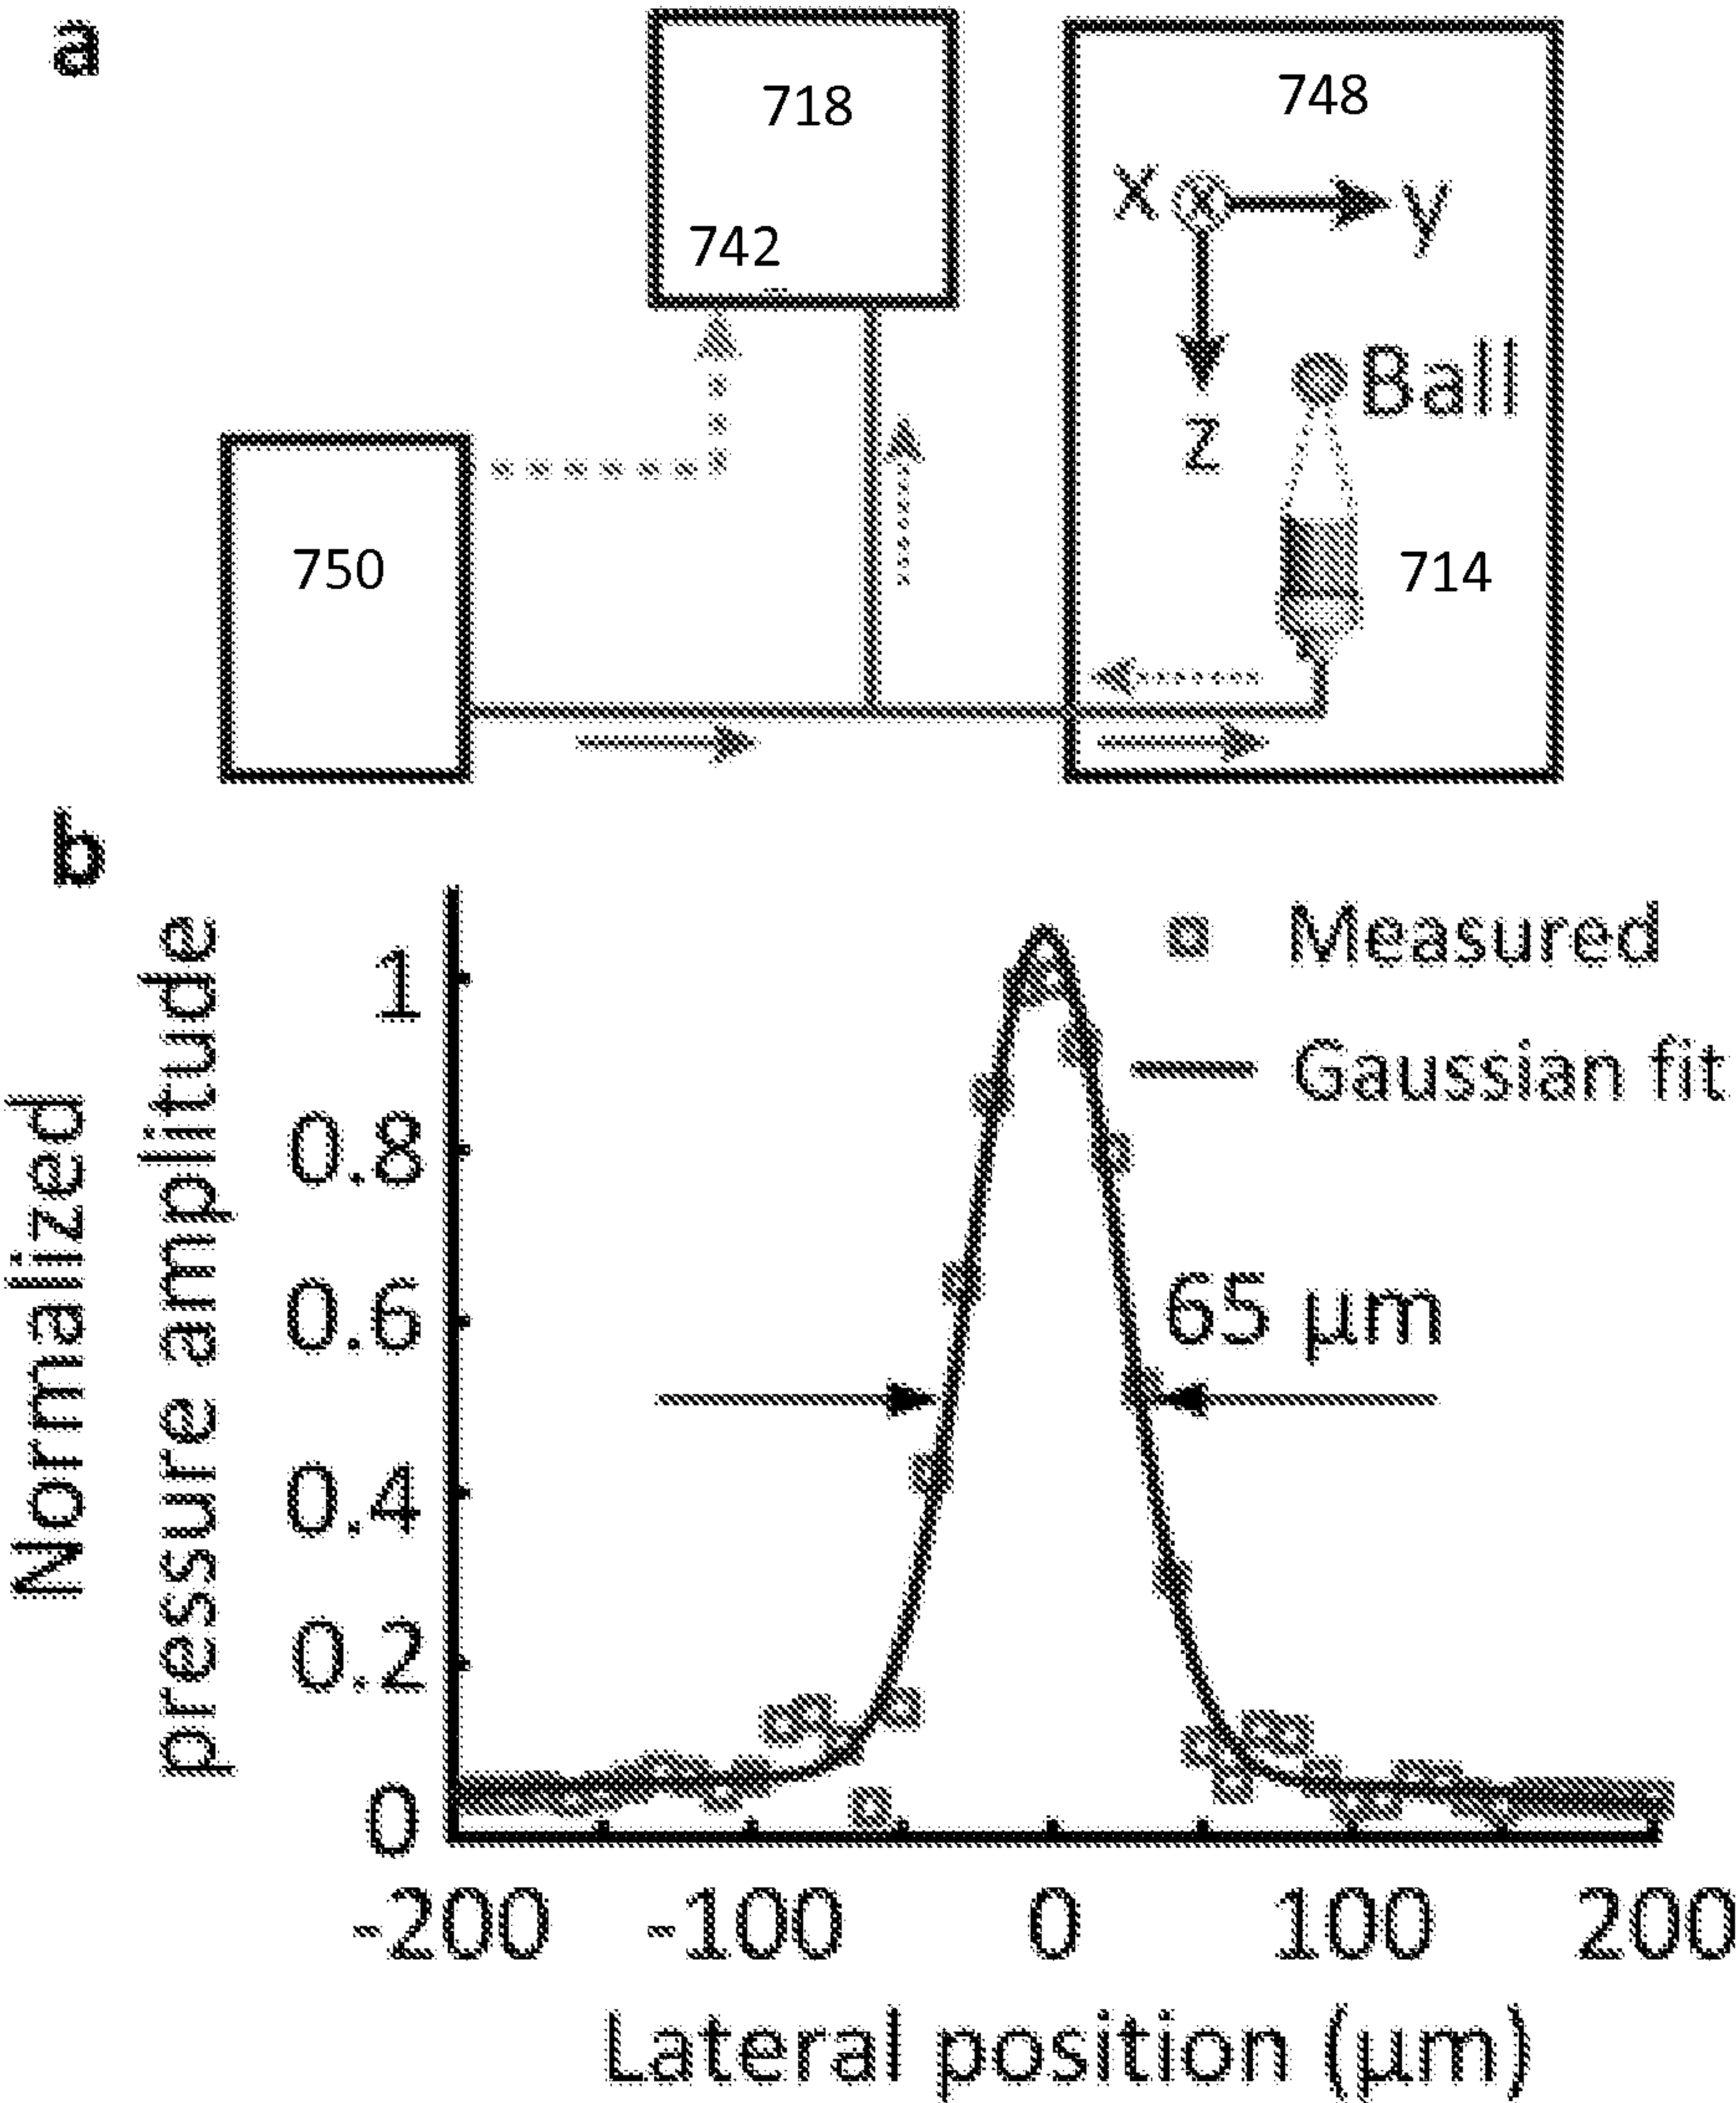 a
718
748
742
x
y
z
Ball
750
714
b
Normalized
pressure amplitude
1
0.8
0.6
0.4
0.2
0
Measured
Gaussian fit
65 µm
-200
-100
0
100
200
Lateral position (µm)